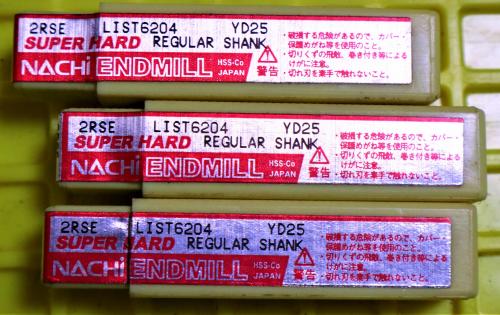 2RSE LIST6204 YD25
SUPER HARD REGULAR SHANK
NACHI ENDMILL HSS-Co
JAPAN
警告
・破損する危険があるので、カバー・
保護めがね等を使用のこと。
・切りくずの飛散、巻き付き等による
けがに注意。
・切れ刃を素手で触れないこと。
2RSE LIST6204 YD25
SUPER HARD REGULAR SHANK
NACHI ENDMILL HSS-Co
JAPAN
警告
・破損する危険があるので、カバー・
保護めがね等を使用のこと。
・切りくずの飛散、巻き付き等による
けがに注意。
・切れ刃を素手で触れないこと。
2RSE LIST6204 YD25
SUPER HARD REGULAR SHANK
NACHI ENDMILL HSS-Co
JAPAN
警告
・破損する危険があるので、カバー・
保護めがね等を使用のこと。
・切りくずの飛散、巻き付き等による
けがに注意。
・切れ刃を素手で触れないこと。